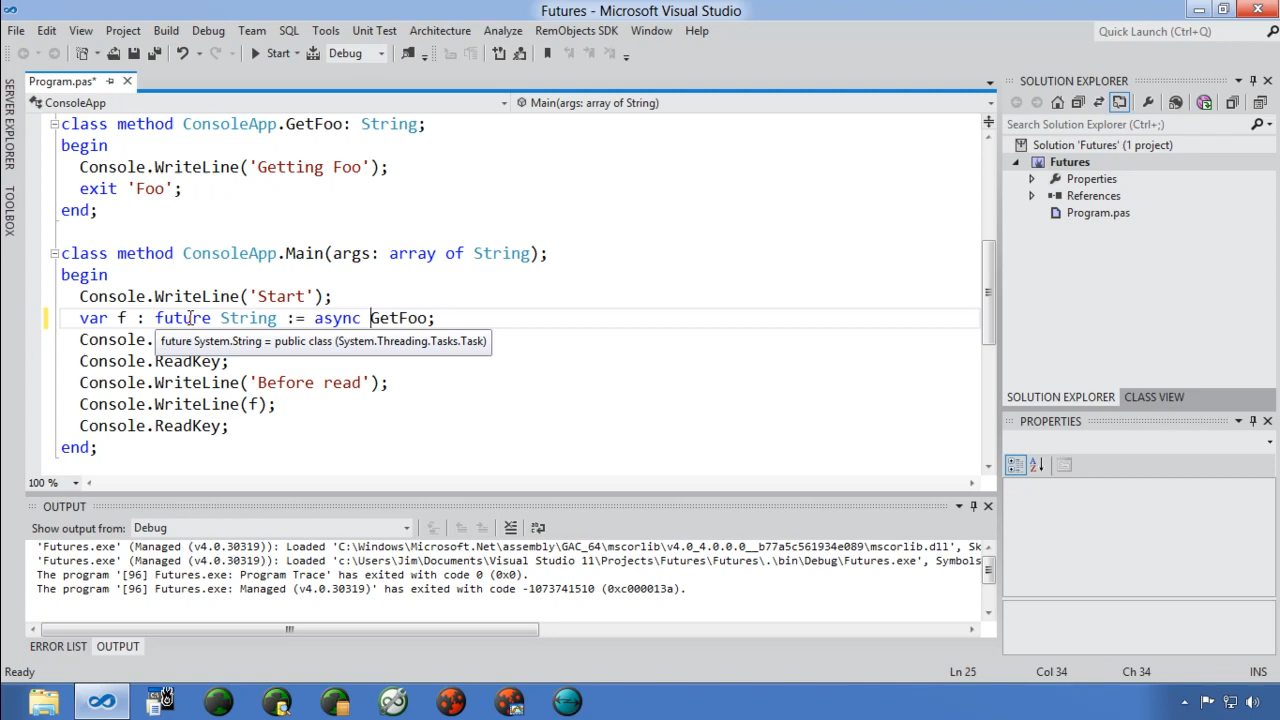 Futures - Microsoft Visual Studio
File Edit View Project Build Debug Team SQL Tools Unit Test Architecture Analyze RemObjects SDK Window Help
Quick Launch (Ctrl+Q)
Start Debug
SERVER EXPLORER
TOOLBOX
Program.pas*
ConsoleApp
Main(args: array of String)
class method ConsoleApp.GetFoo: String;
begin
Console.WriteLine('Getting Foo');
exit 'Foo';
end;
class method ConsoleApp.Main(args: array of String);
begin
Console.WriteLine('Start');
var f : future String := async GetFoo;
Console.
future System.String = public class (System.Threading.Tasks.Task)
Console.ReadKey;
Console.WriteLine('Before read');
Console.WriteLine(f);
Console.ReadKey;
end;
100 %
SOLUTION EXPLORER
Search Solution Explorer (Ctrl+;)
Solution 'Futures' (1 project)
Futures
Properties
References
Program.pas
SOLUTION EXPLORER CLASS VIEW
PROPERTIES
OUTPUT
Show output from: Debug
'Futures.exe' (Managed (v4.0.30319)): Loaded 'C:\Windows\Microsoft.Net\assembly\GAC_64\mscorlib\v4.0_4.0.0.0__b77a5c561934e089\mscorlib.dll', Sk
'Futures.exe' (Managed (v4.0.30319)): Loaded 'c:\Users\Jim\Documents\Visual Studio 11\Projects\Futures\Futures\.\bin\Debug\Futures.exe', Symbols
The program '[96] Futures.exe: Program Trace' has exited with code 0 (0x0).
The program '[96] Futures.exe: Managed (v4.0.30319)' has exited with code -1073741510 (0xc000013a).
ERROR LIST OUTPUT
Ready Ln 25 Col 34 Ch 34 INS